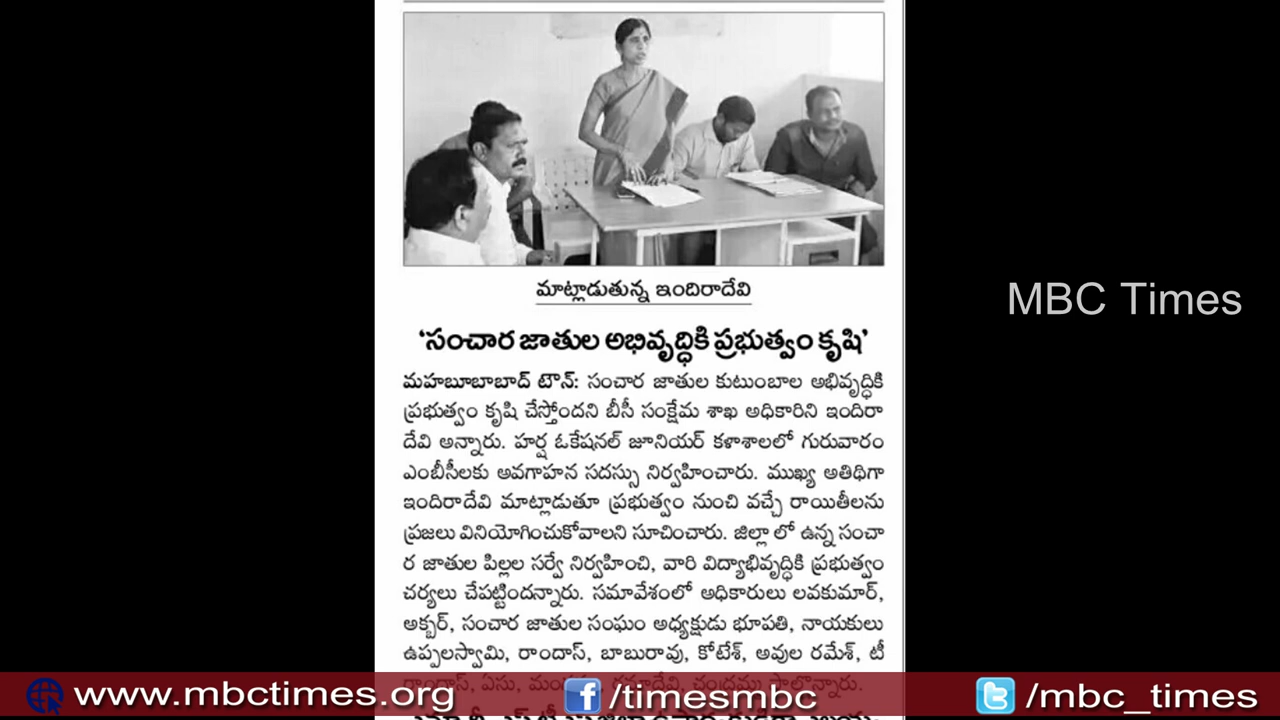 మాట్లాడుతున్న ఇందిరాదేవి
‘సంచార జాతుల అభివృద్ధికి ప్రభుత్వం కృషి’
మహబూబాబాద్ టౌన్: సంచార జాతుల కుటుంబాల అభివృద్ధికి
ప్రభుత్వం కృషి చేస్తోందని బీసీ సంక్షేమ శాఖ అధికారిని ఇందిరా
దేవి అన్నారు. హర్ష ఓకేషనల్ జూనియర్ కళాశాలలో గురువారం
ఎంబీసీలకు అవగాహన సదస్సు నిర్వహించారు. ముఖ్య అతిథిగా
ఇందిరాదేవి మాట్లాడుతూ ప్రభుత్వం నుంచి వచ్చే రాయితీలను
ప్రజలు వినియోగించుకోవాలని సూచించారు. జిల్లాలో ఉన్న సంచా
ర జాతుల పిల్లల సర్వే నిర్వహించి, వారి విద్యాభివృద్ధికి ప్రభుత్వం
చర్యలు చేపట్టిందన్నారు. సమావేశంలో అధికారులు లవకుమార్,
అక్బర్, సంచార జాతుల సంఘం అధ్యక్షుడు భూపతి, నాయకులు
ఉప్పలస్వామి, రాందాస్, బాబురావు, కోటేశ్, అవుల రమేశ్, టీ
MBC Times
www.mbctimes.org
/timesmbc
/mbc_times